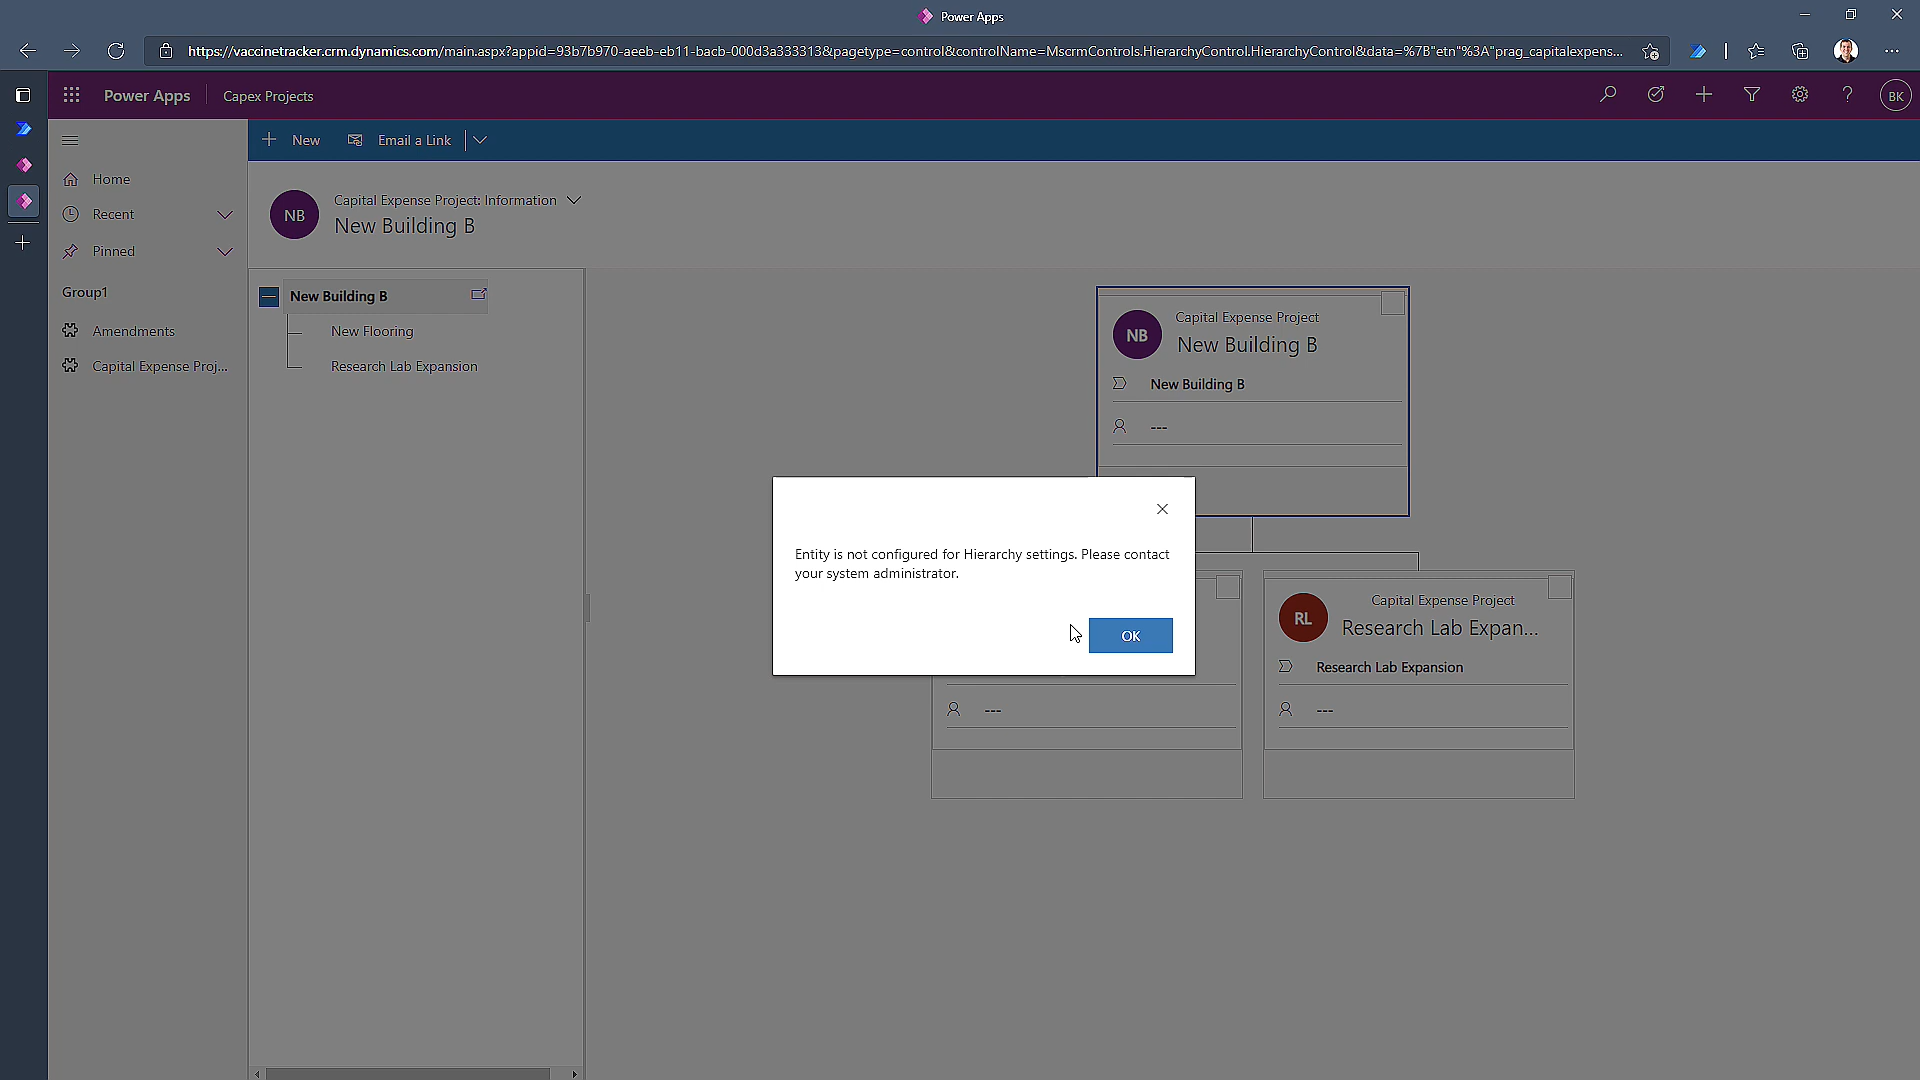 Power Apps
https://vaccinetracker.crm.dynamics.com/main.aspx?appid=93b7b970-aeeb-eb11-bacb-000d3a333313&pagetype=control&controlName=MscrmControls.HierarchyControl.HierarchyControl&data=%7B"etn"%3A"prag_capitalexpens...
Power Apps
Capex Projects
BK
New
Email a Link
Home
Recent
Pinned
Group1
Amendments
Capital Expense Proj...
NB
Capital Expense Project: Information
New Building B
New Building B
New Flooring
Research Lab Expansion
NB
Capital Expense Project
New Building B
New Building B
---
Entity is not configured for Hierarchy settings. Please contact
your system administrator.
OK
---
RL
Capital Expense Project
Research Lab Expan...
Research Lab Expansion
---